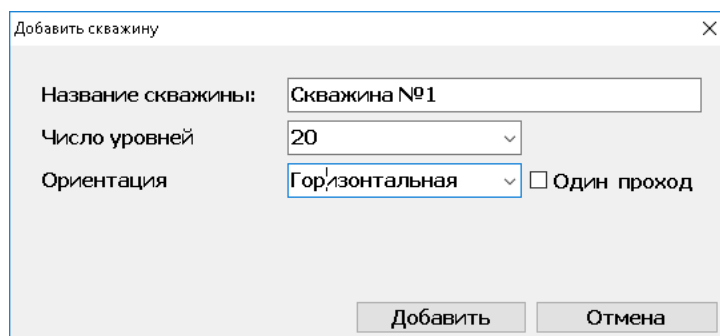 Добавить скважину
Название скважины: Скважина №1
Число уровней 20
Ориентация Горизонтальная Один проход
Добавить Отмена